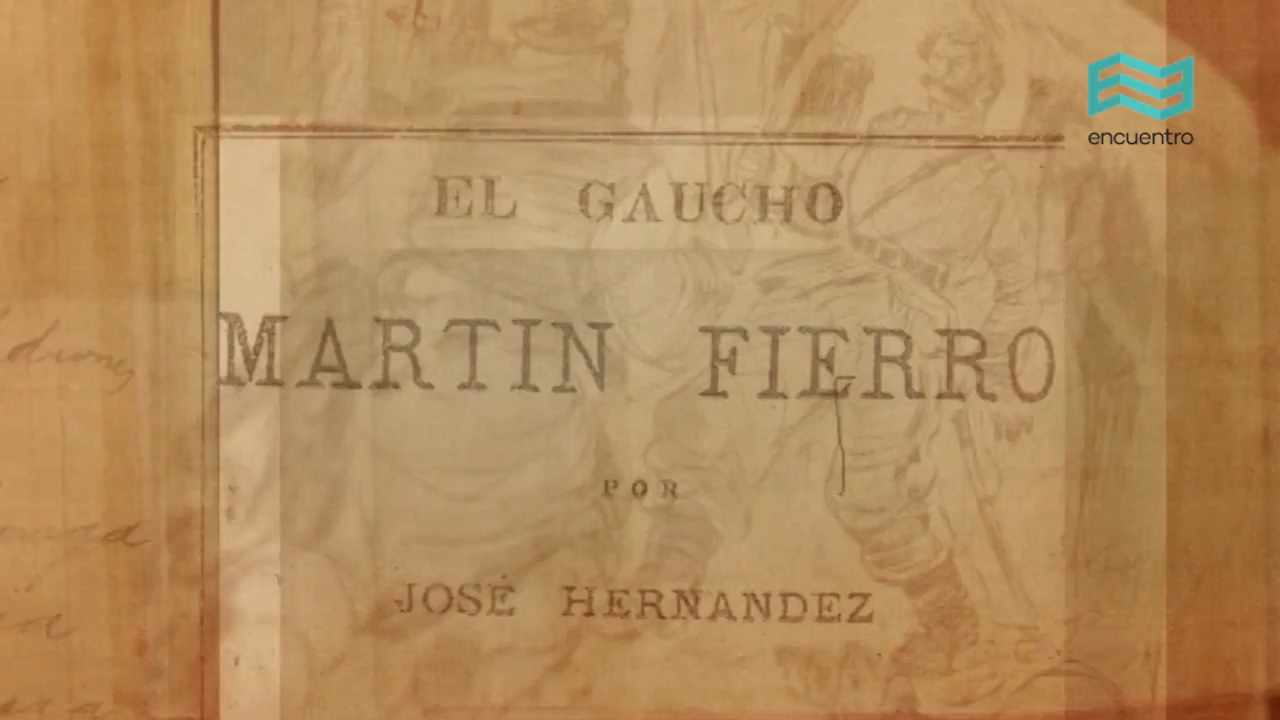 encuentro
EL GAUCHO
MARTIN FIERRO
POR
JOSÉ HERNANDEZ